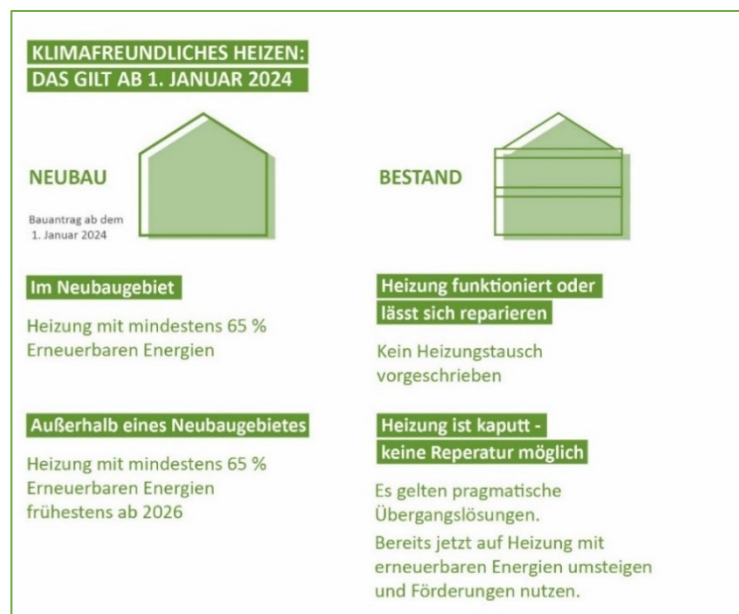 KLIMAFREUNDLICHES HEIZEN:
DAS GILT AB 1. JANUAR 2024
NEUBAU
Bauantrag ab dem
1. Januar 2024
Im Neubaugebiet
Heizung mit mindestens 65 %
Erneuerbaren Energien
Außerhalb eines Neubaugebietes
Heizung mit mindestens 65 %
Erneuerbaren Energien
frühestens ab 2026
BESTAND
Heizung funktioniert oder
lässt sich reparieren
Kein Heizungstausch
vorgeschrieben
Heizung ist kaputt -
keine Reperatur möglich
Es gelten pragmatische
Übergangslösungen.
Bereits jetzt auf Heizung mit
erneuerbaren Energien umsteigen
und Förderungen nutzen.